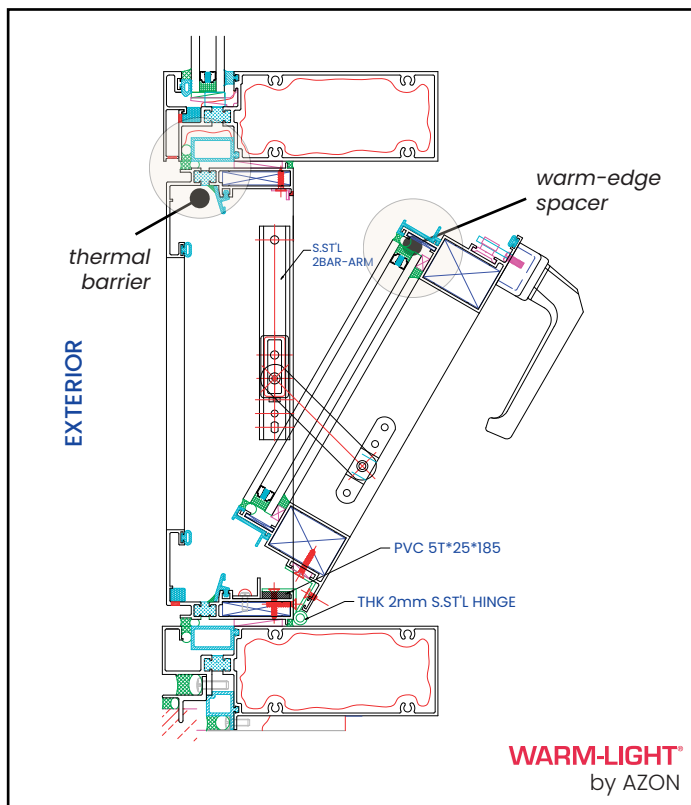 warm-edge
spacer
S.ST'L
2BAR-ARM
thermal
barrier
EXTERIOR
PVC 5T*25*185
THK 2mm S.ST'L HINGE
WARM-LIGHT®
by AZON